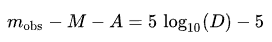 m_obs − M − A = 5 log₁₀(D) − 5